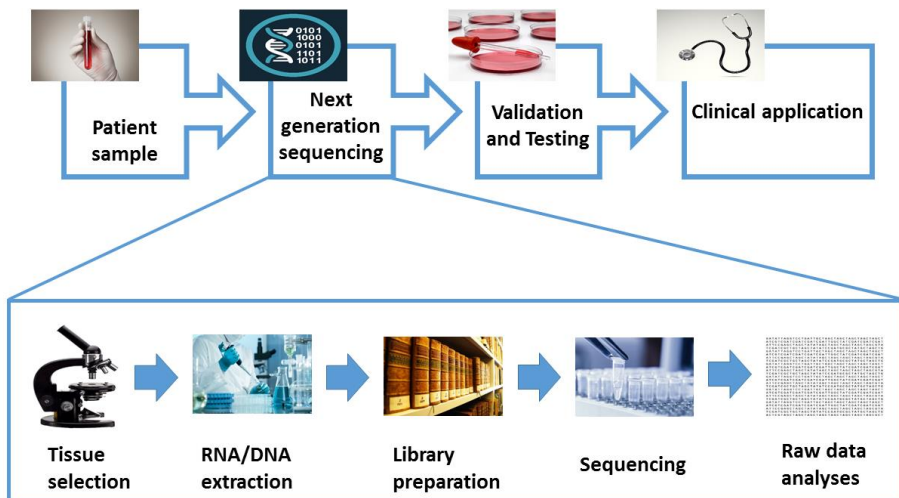 0101
1000
0101
1101
1011
Patient
sample
Next
generation
sequencing
Validation
and Testing
Clinical application
Tissue
selection
RNA/DNA
extraction
Library
preparation
Sequencing
Raw data
analyses